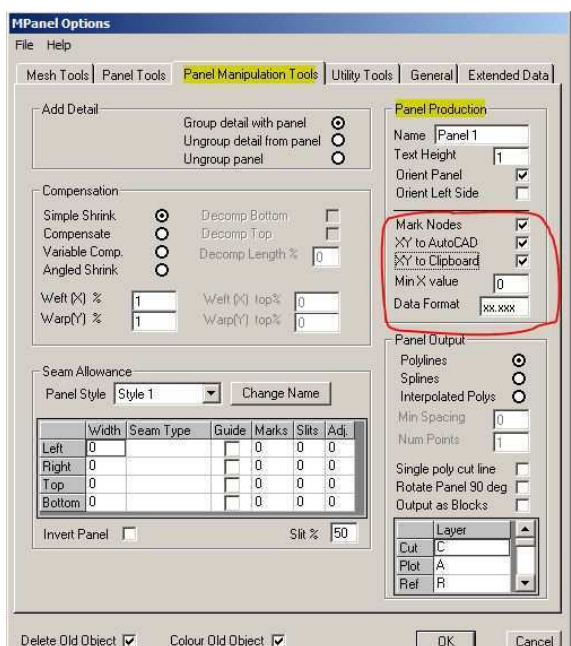 MPanel Options
File Help
Mesh Tools Panel Tools Panel Manipulation Tools Utility Tools General Extended Data
Add Detail
Group detail with panel
Ungroup detail from panel
Ungroup panel
Compensation
Simple Shrink
Compensate
Variable Comp.
Angled Shrink
Decomp Bottom
Decomp Top
Decomp Length % 0
Weft (X) % 1
Warp(Y) % 1
Weft (X) top% 0
Warp(Y) top% 0
Seam Allowance
Panel Style Style 1 Change Name
Width Seam Type Guide Marks Slits Adj.
Left 0 0 0 0
Right 0 0 0 0
Top 0 0 0 0
Bottom 0 0 0 0
Invert Panel Slit % 50
Panel Production
Name Panel 1
Text Height 1
Orient Panel
Orient Left Side
Mark Nodes
XY to AutoCAD
XY to Clipboard
Min X value 0
Data Format xx.xxx
Panel Output
Polylines
Splines
Interpolated Polys
Min Spacing 0
Num Points 1
Single poly cut line
Rotate Panel 90 deg
Output as Blocks
Layer
Cut C
Plot A
Ref R
Delete Old Object Colour Old Object OK Cancel